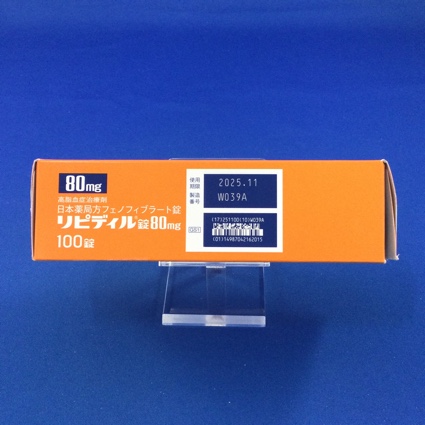 80mg
高脂血症治療剤
日本薬局方フェノフィブラート錠
リピディル錠80mg
100錠
使用
期限
2025.11
製造
番号
W039A
(17)251100(10)W039A
(01)14987042162015